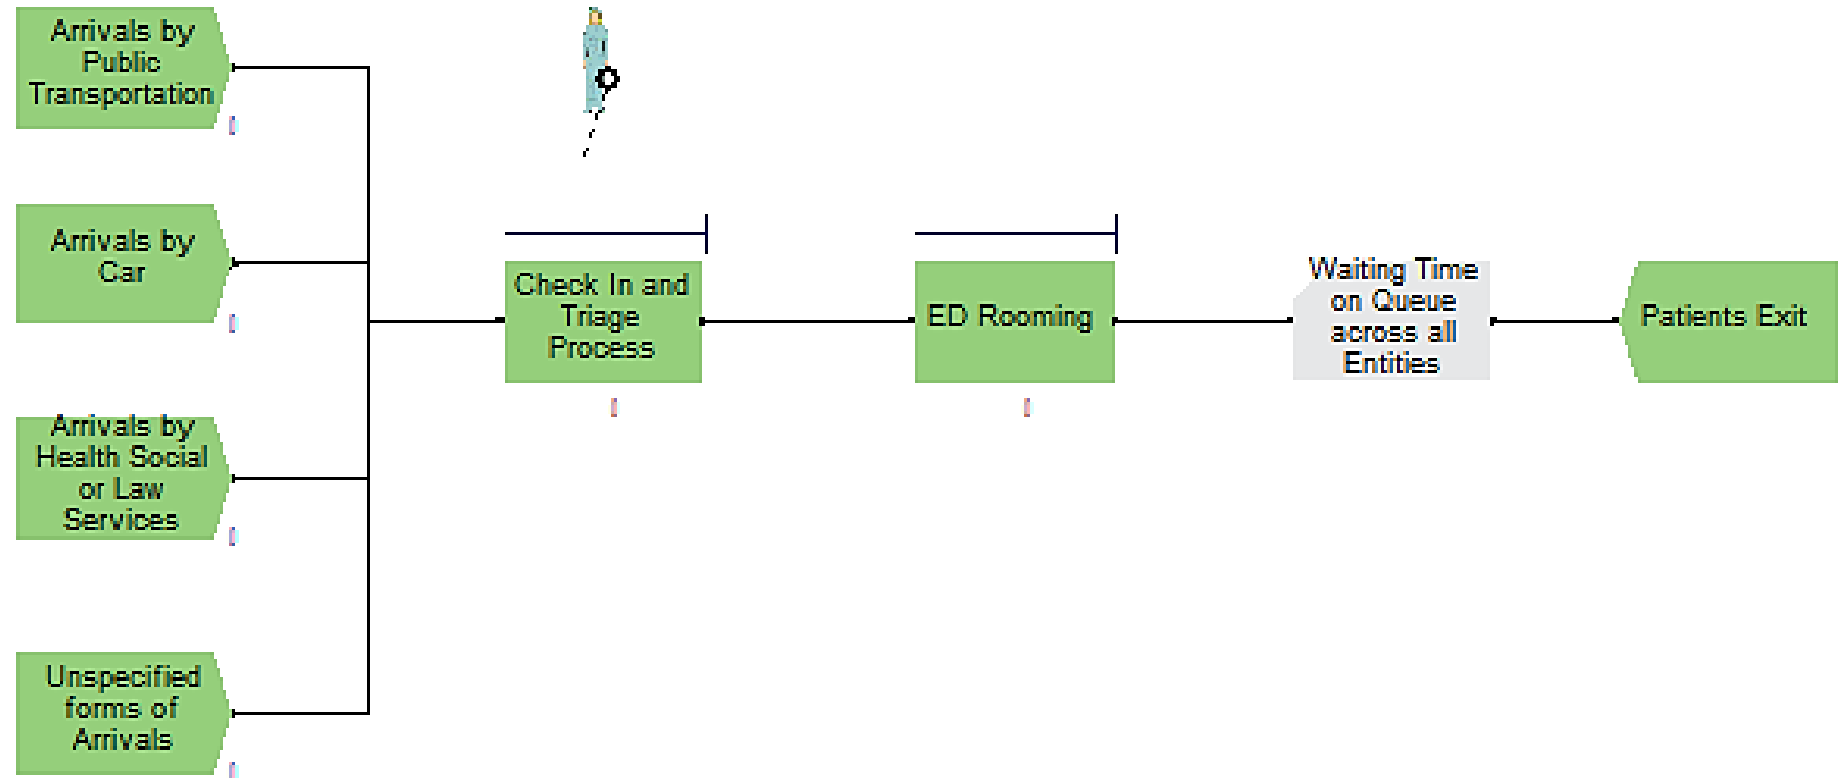 Arrivals by
Public
Transportation
Arrivals by
Car
Arrivals by
Health Social
or Law
Services
Unspecified
forms of
Arrivals
Check In and
Triage
Process
ED Rooming
Waiting Time
on Queue
across all
Entities
Patients Exit